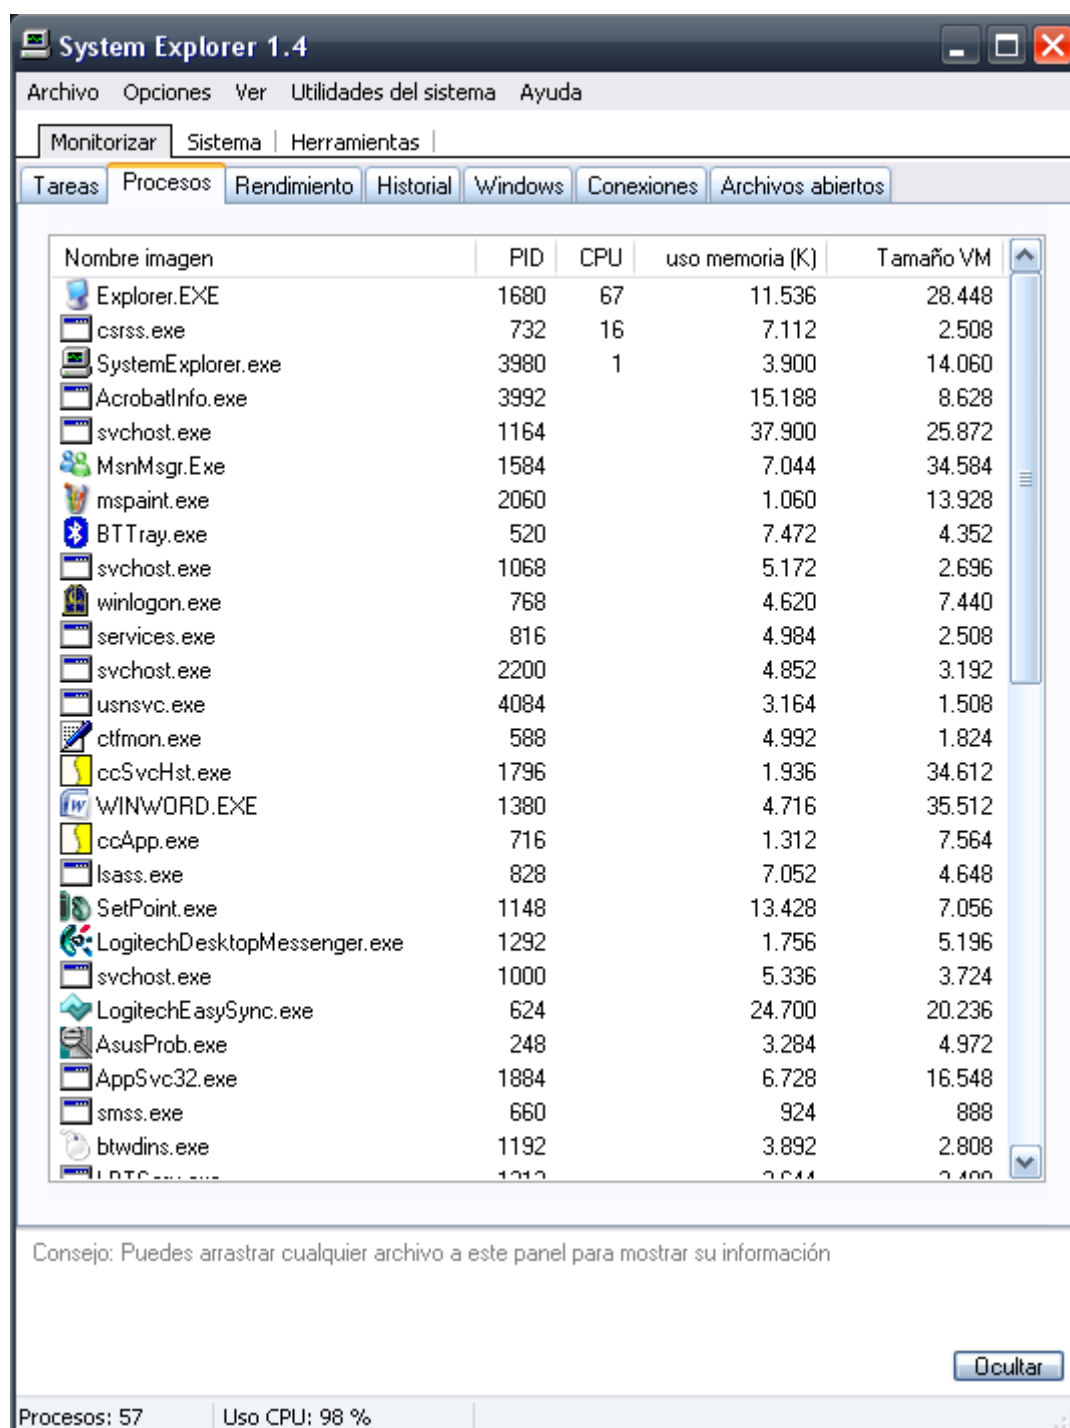 System Explorer 1.4
Archivo Opciones Ver Utilidades del sistema Ayuda
Monitorizar Sistema Herramientas
Tareas Procesos Rendimiento Historial Windows Conexiones Archivos abiertos
Nombre imagen PID CPU uso memoria (K) Tamaño VM
Explorer.EXE 1680 67 11.536 28.448
csrss.exe 732 16 7.112 2.508
SystemExplorer.exe 3980 1 3.900 14.060
AcrobatInfo.exe 3992 15.188 8.628
svchost.exe 1164 37.900 25.872
MsnMsgr.Exe 1584 7.044 34.584
mspaint.exe 2060 1.060 13.928
BTTray.exe 520 7.472 4.352
svchost.exe 1068 5.172 2.696
winlogon.exe 768 4.620 7.440
services.exe 816 4.984 2.508
svchost.exe 2200 4.852 3.192
usnsvc.exe 4084 3.164 1.508
ctfmon.exe 588 4.992 1.824
ccSvcHst.exe 1796 1.936 34.612
WINWORD.EXE 1380 4.716 35.512
ccApp.exe 716 1.312 7.564
lsass.exe 828 7.052 4.648
SetPoint.exe 1148 13.428 7.056
LogitechDesktopMessenger.exe 1292 1.756 5.196
svchost.exe 1000 5.336 3.724
LogitechEasySync.exe 624 24.700 20.236
AsusProb.exe 248 3.284 4.972
AppSvc32.exe 1884 6.728 16.548
smss.exe 660 924 888
btwdins.exe 1192 3.892 2.808
Consejo: Puedes arrastrar cualquier archivo a este panel para mostrar su información
Ocultar
Procesos: 57 Uso CPU: 98 %